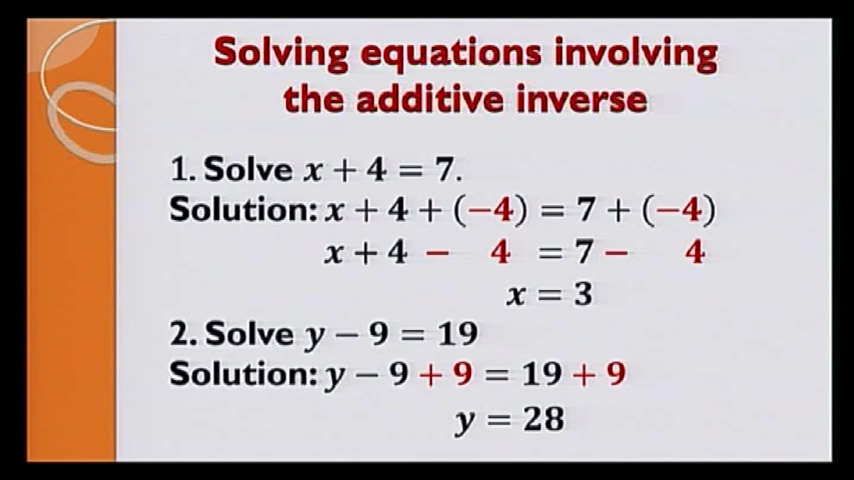 Solving equations involving
the additive inverse
1. Solve x + 4 = 7.
Solution: x + 4 + (−4) = 7 + (−4)
x + 4 − 4 = 7 − 4
x = 3
2. Solve y − 9 = 19
Solution: y − 9 + 9 = 19 + 9
y = 28